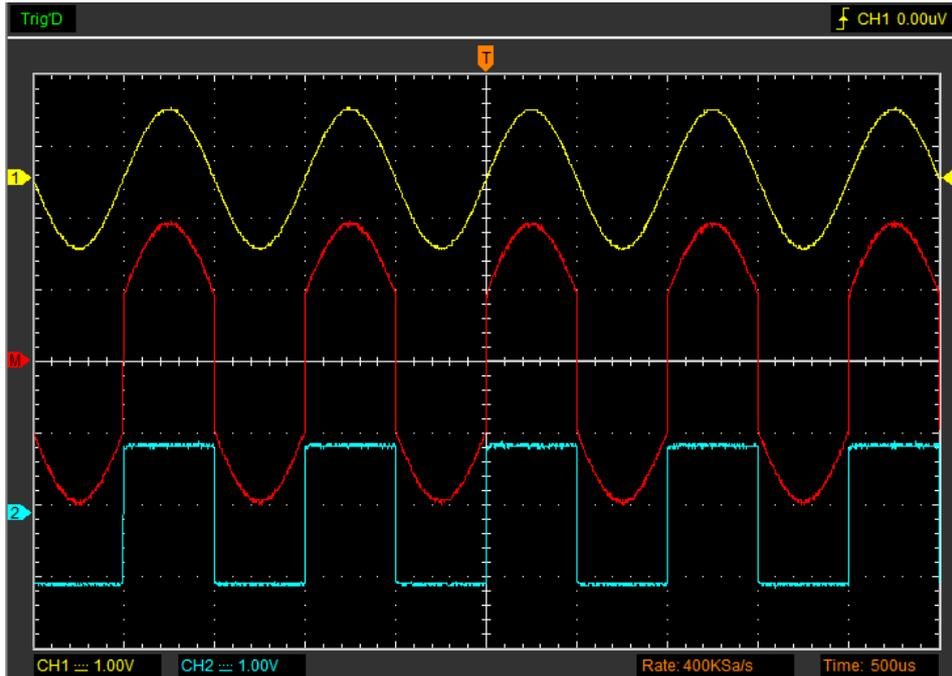 Trig'D
CH1 0.00uV
T
1
M
2
CH1 1.00V
CH2 1.00V
Rate: 400KSa/s
Time: 500us